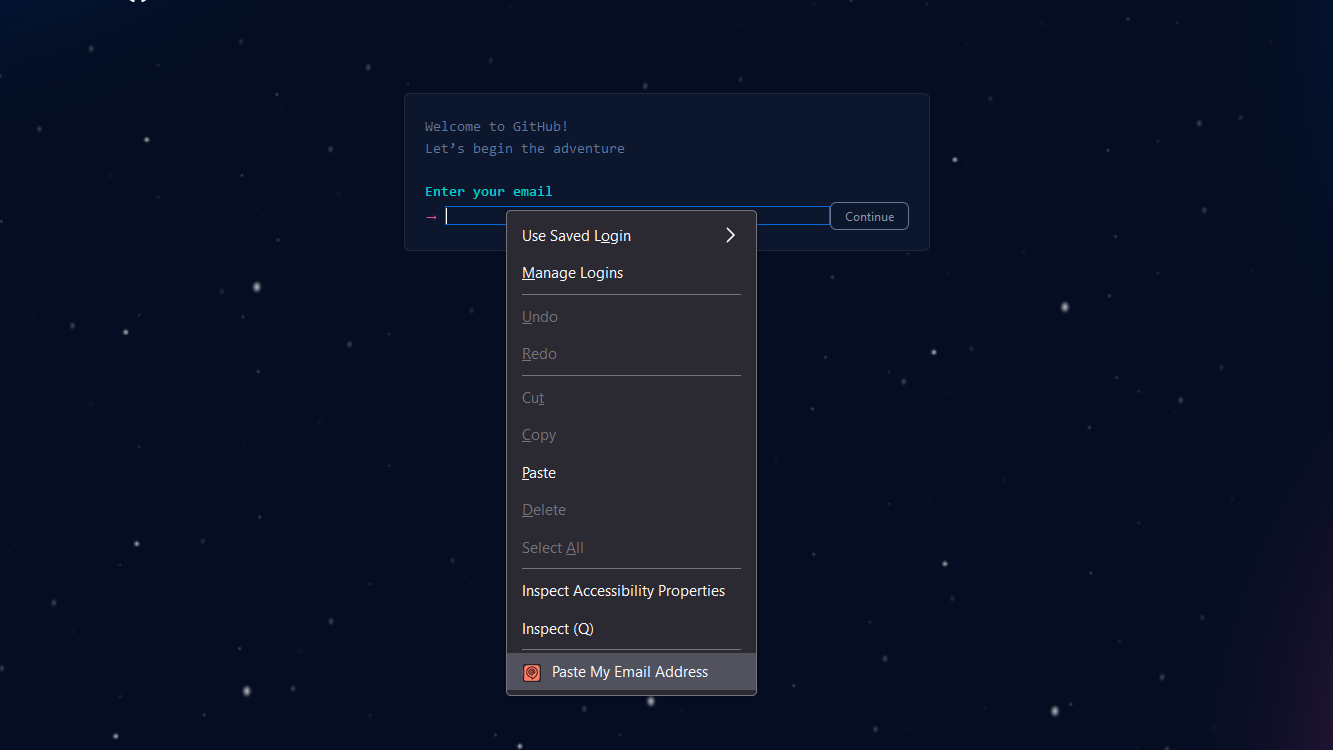 Welcome to GitHub!
Let’s begin the adventure
Enter your email
→
Continue
Use Saved Login
Manage Logins
Undo
Redo
Cut
Copy
Paste
Delete
Select All
Inspect Accessibility Properties
Inspect (Q)
Paste My Email Address